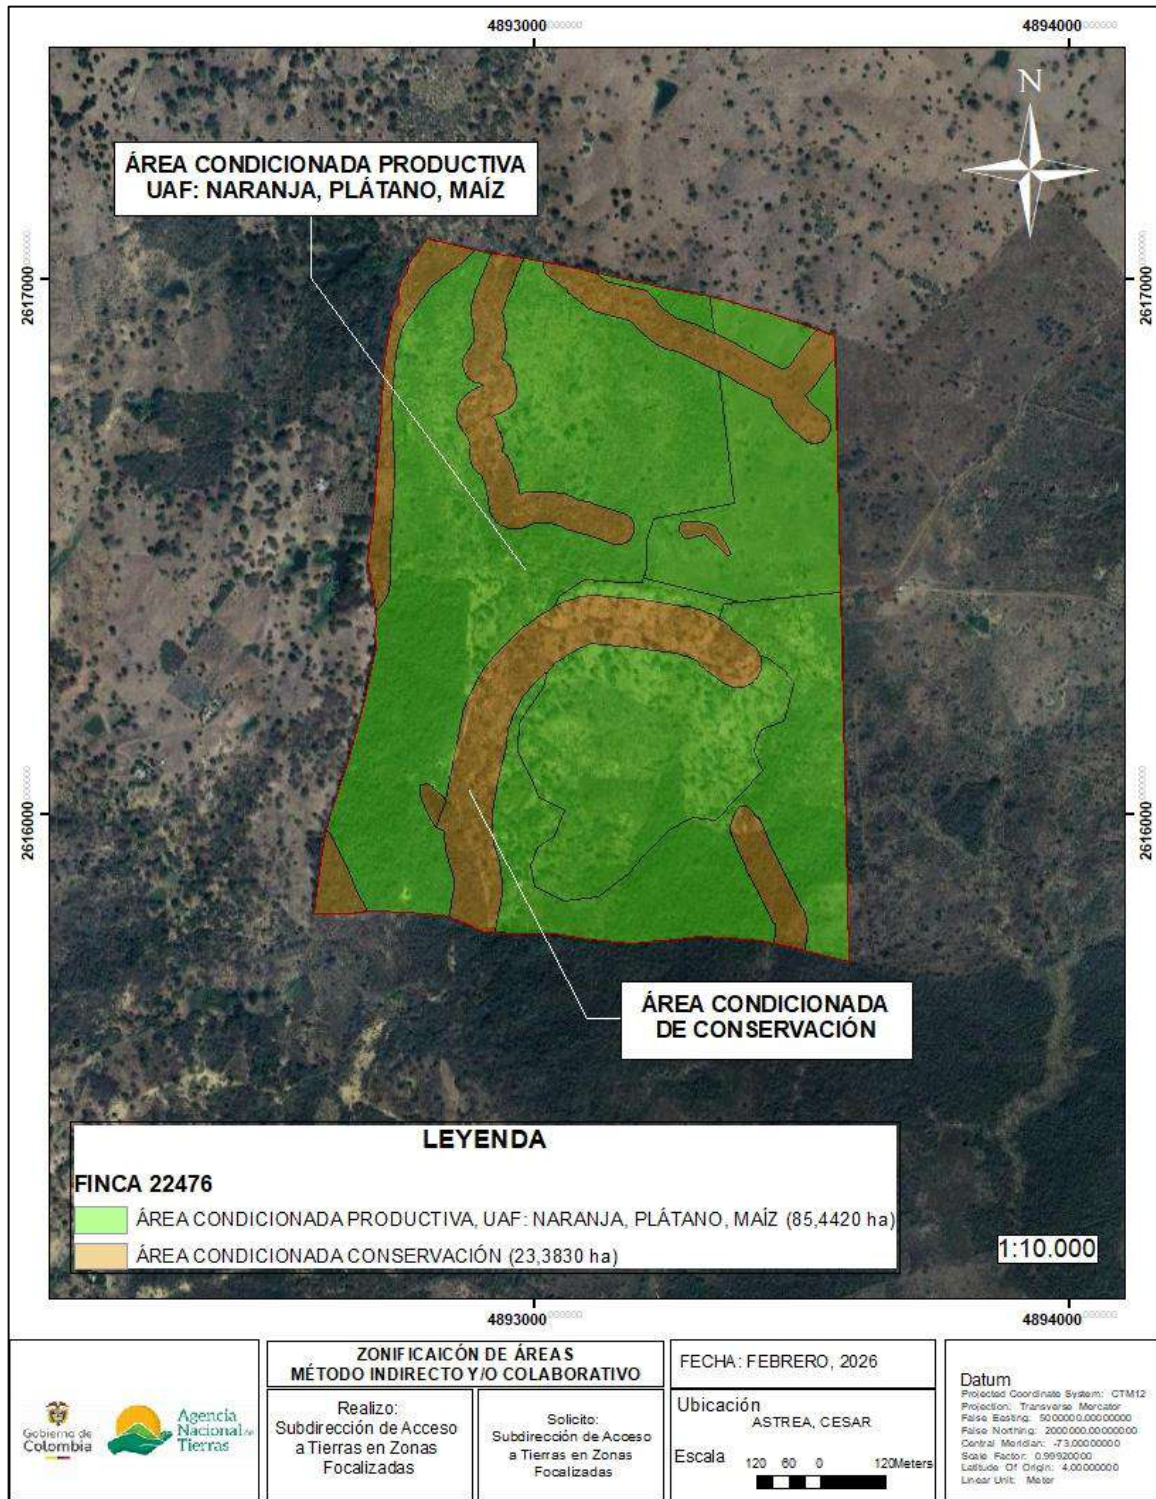 4893000
4894000
N
ÁREA CONDICIONADA PRODUCTIVA
UAF: NARANJA, PLÁTANO, MAÍZ
2617000
2617000
2616000
2616000
ÁREA CONDICIONADA
DE CONSERVACIÓN
LEYENDA
FINCA 22476
ÁREA CONDICIONADA PRODUCTIVA, UAF: NARANJA, PLÁTANO, MAÍZ (85,4420 ha)
ÁREA CONDICIONADA CONSERVACIÓN (23,3830 ha)
1:10.000
4893000
4894000
Gobierno de
Colombia
Agencia
Nacional de
Tierras
ZONIFICAICÓN DE ÁREAS
MÉTODO INDIRECTO Y/O COLABORATIVO
Realizo:
Subdirección de Acceso
a Tierras en Zonas
Focalizadas
Solicito:
Subdirección de Acceso
a Tierras en Zonas
Focalizadas
FECHA: FEBRERO, 2026
Ubicación
ASTREA, CESAR
Escala
120 60 0 120Meters
Datum
Projected Coordinate System: CTM12
Projection: Transverse Mercator
False Easting: 5000000.00000000
False Northing: 2000000.00000000
Central Meridian: -73.00000000
Scale Factor: 0.99920000
Latitude Of Origin: 4.00000000
Linear Unit: Meter